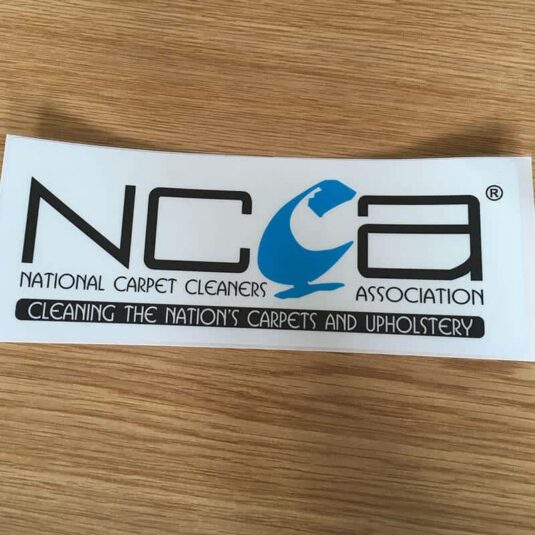 NCCA®
NATIONAL CARPET CLEANERS ASSOCIATION
CLEANING THE NATION'S CARPETS AND UPHOLSTERY